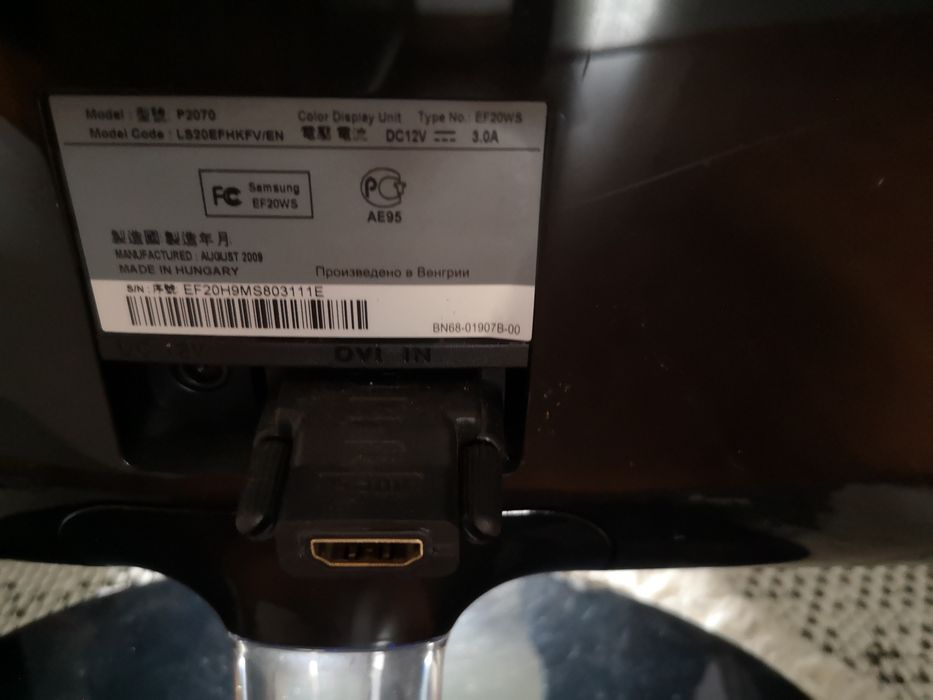 Model : 型號 P2070 Color Display Unit Type No.: EF20WS
Model Code : LS20EFHKFV/EN 電壓 電流 DC12V 3.0A
FC Samsung
EF20WS
PC
AE95
製造國 製造年月
MANUFACTURED : AUGUST 2009
MADE IN HUNGARY Произведено в Венгрии
S/N : 序號: EF20H9MS803111E
BN68-01907B-00
DVI IN